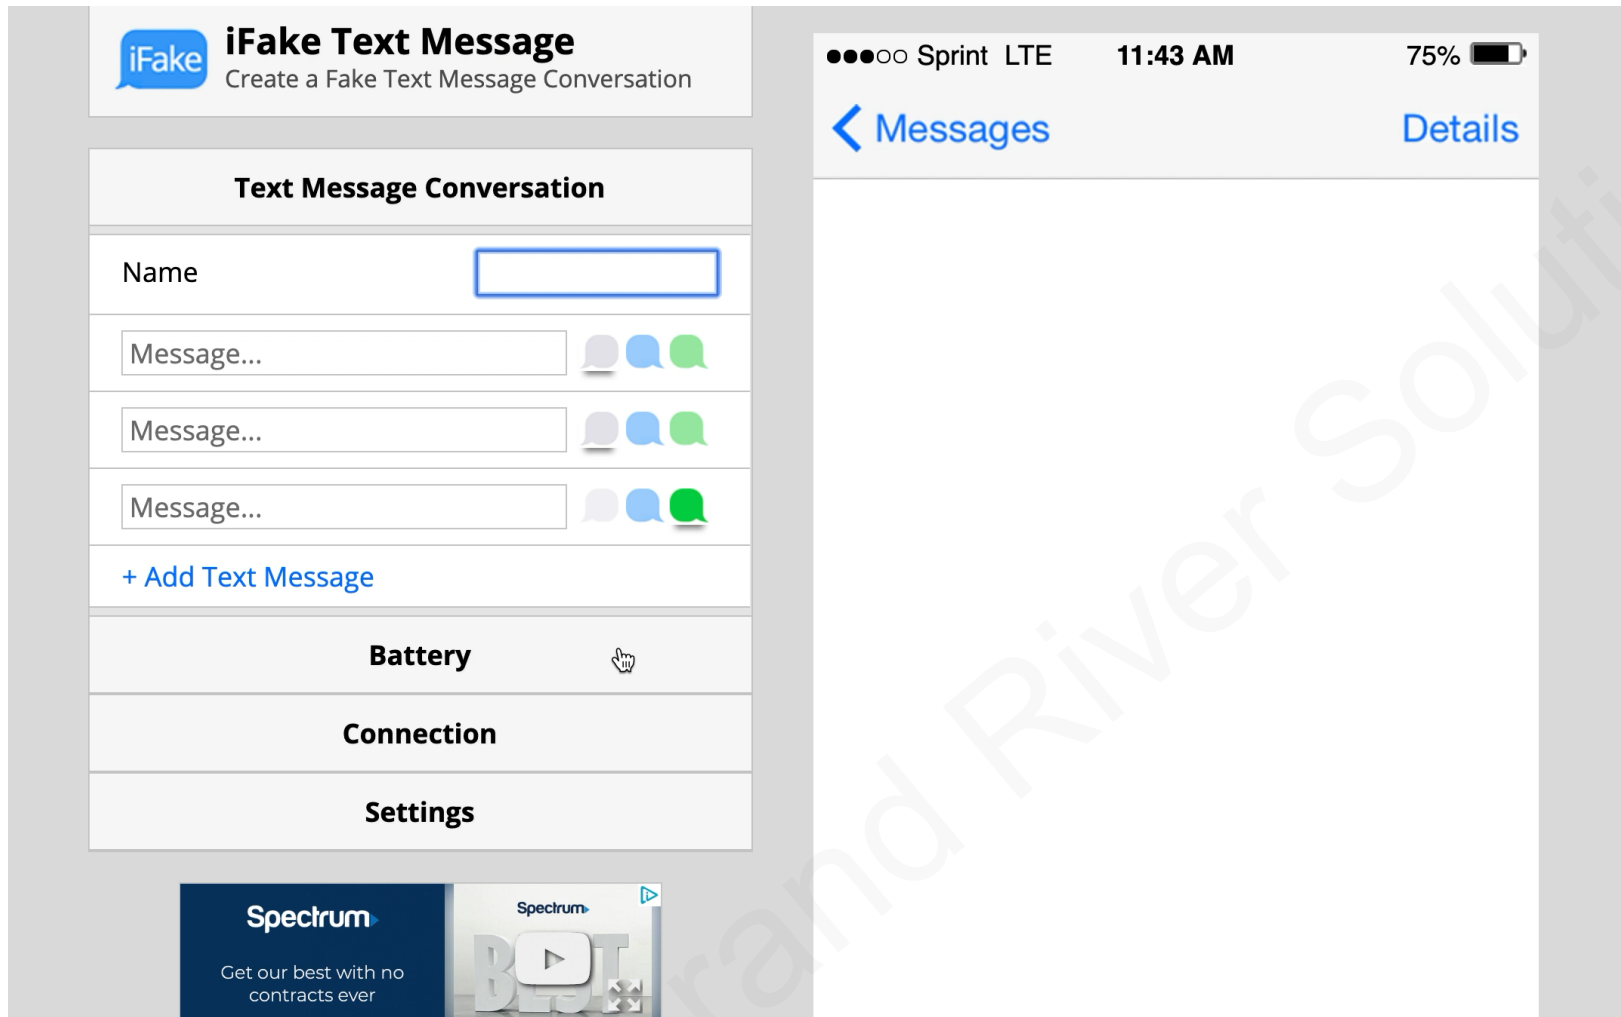 iFake
iFake Text Message
Create a Fake Text Message Conversation
Text Message Conversation
Name
Message...
Message...
Message...
+ Add Text Message
Battery
Connection
Settings
Spectrum
Get our best with no
contracts ever
Spectrum
BEST
Sprint LTE 11:43 AM 75%
Messages Details
rand River Soluti